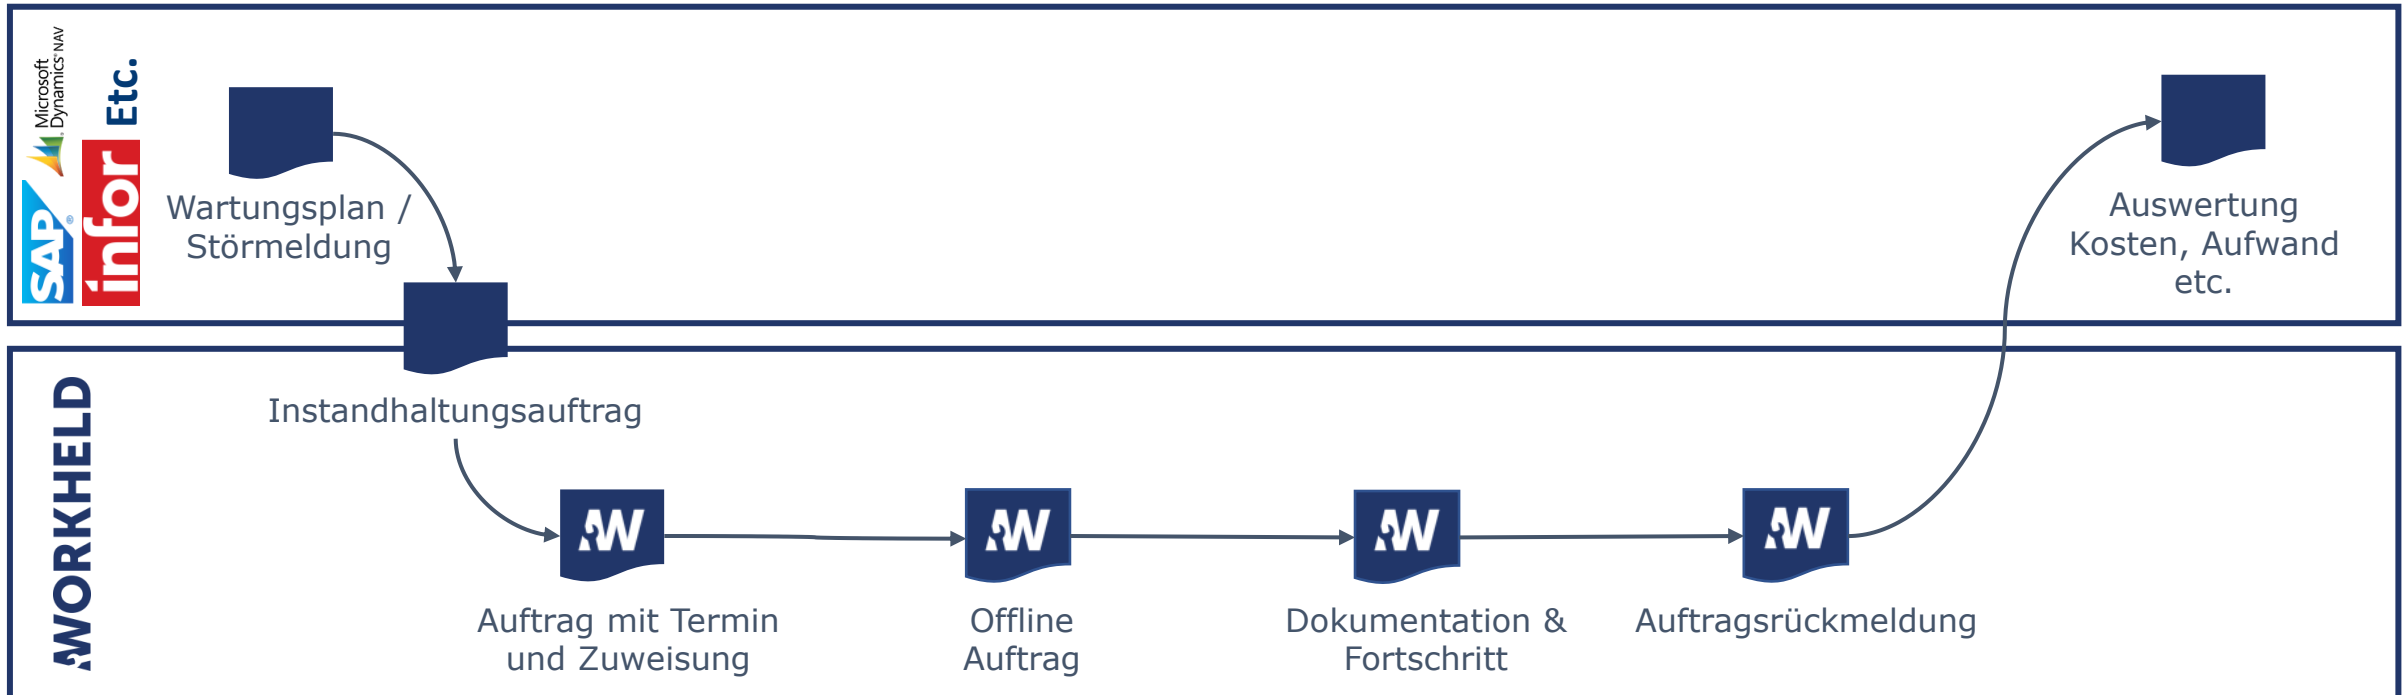 Microsoft
Dynamics NAV
Etc.
SAP
infor
Wartungsplan /
Störmeldung
Auswertung
Kosten, Aufwand
etc.
Instandhaltungsauftrag
WORKHELD
W
W
W
W
Auftrag mit Termin
und Zuweisung
Offline
Auftrag
Dokumentation &
Fortschritt
Auftragsrückmeldung